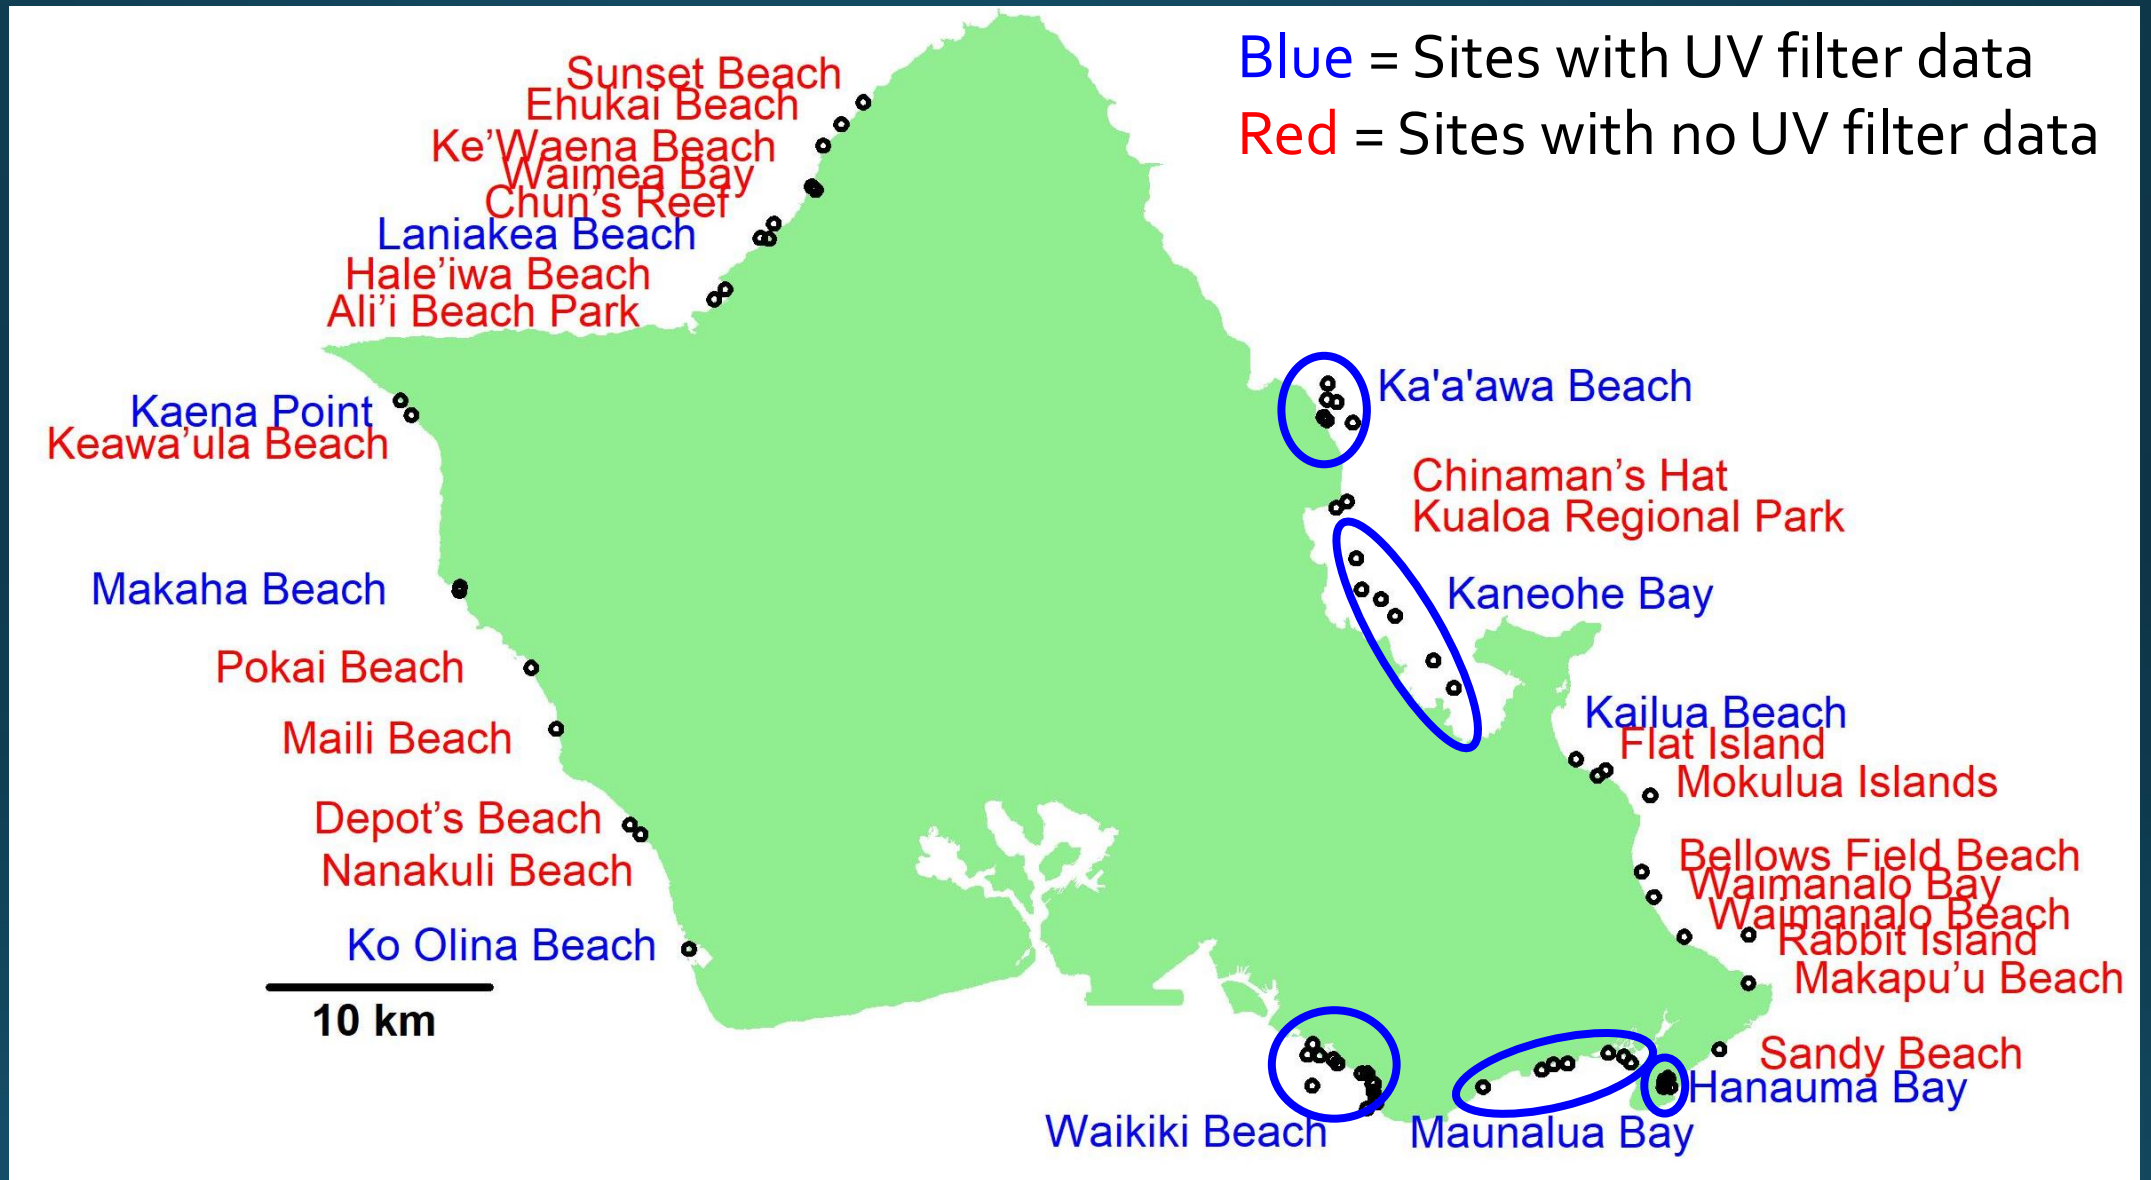 Blue = Sites with UV filter data
Red = Sites with no UV filter data
Sunset Beach
Ehukai Beach
Ke’Waena Beach
Waimea Bay
Chun’s Reef
Laniakea Beach
Hale’iwa Beach
Ali’i Beach Park
Kaena Point
Keawa’ula Beach
Makaha Beach
Pokai Beach
Maili Beach
Depot’s Beach
Nanakuli Beach
Ko Olina Beach
10 km
Ka'a'awa Beach
Chinaman’s Hat
Kualoa Regional Park
Kaneohe Bay
Kailua Beach
Flat Island
Mokulua Islands
Bellows Field Beach
Waimanalo Bay
Waimanalo Beach
Rabbit Island
Makapu’u Beach
Sandy Beach
Hanauma Bay
Waikiki Beach
Maunalua Bay